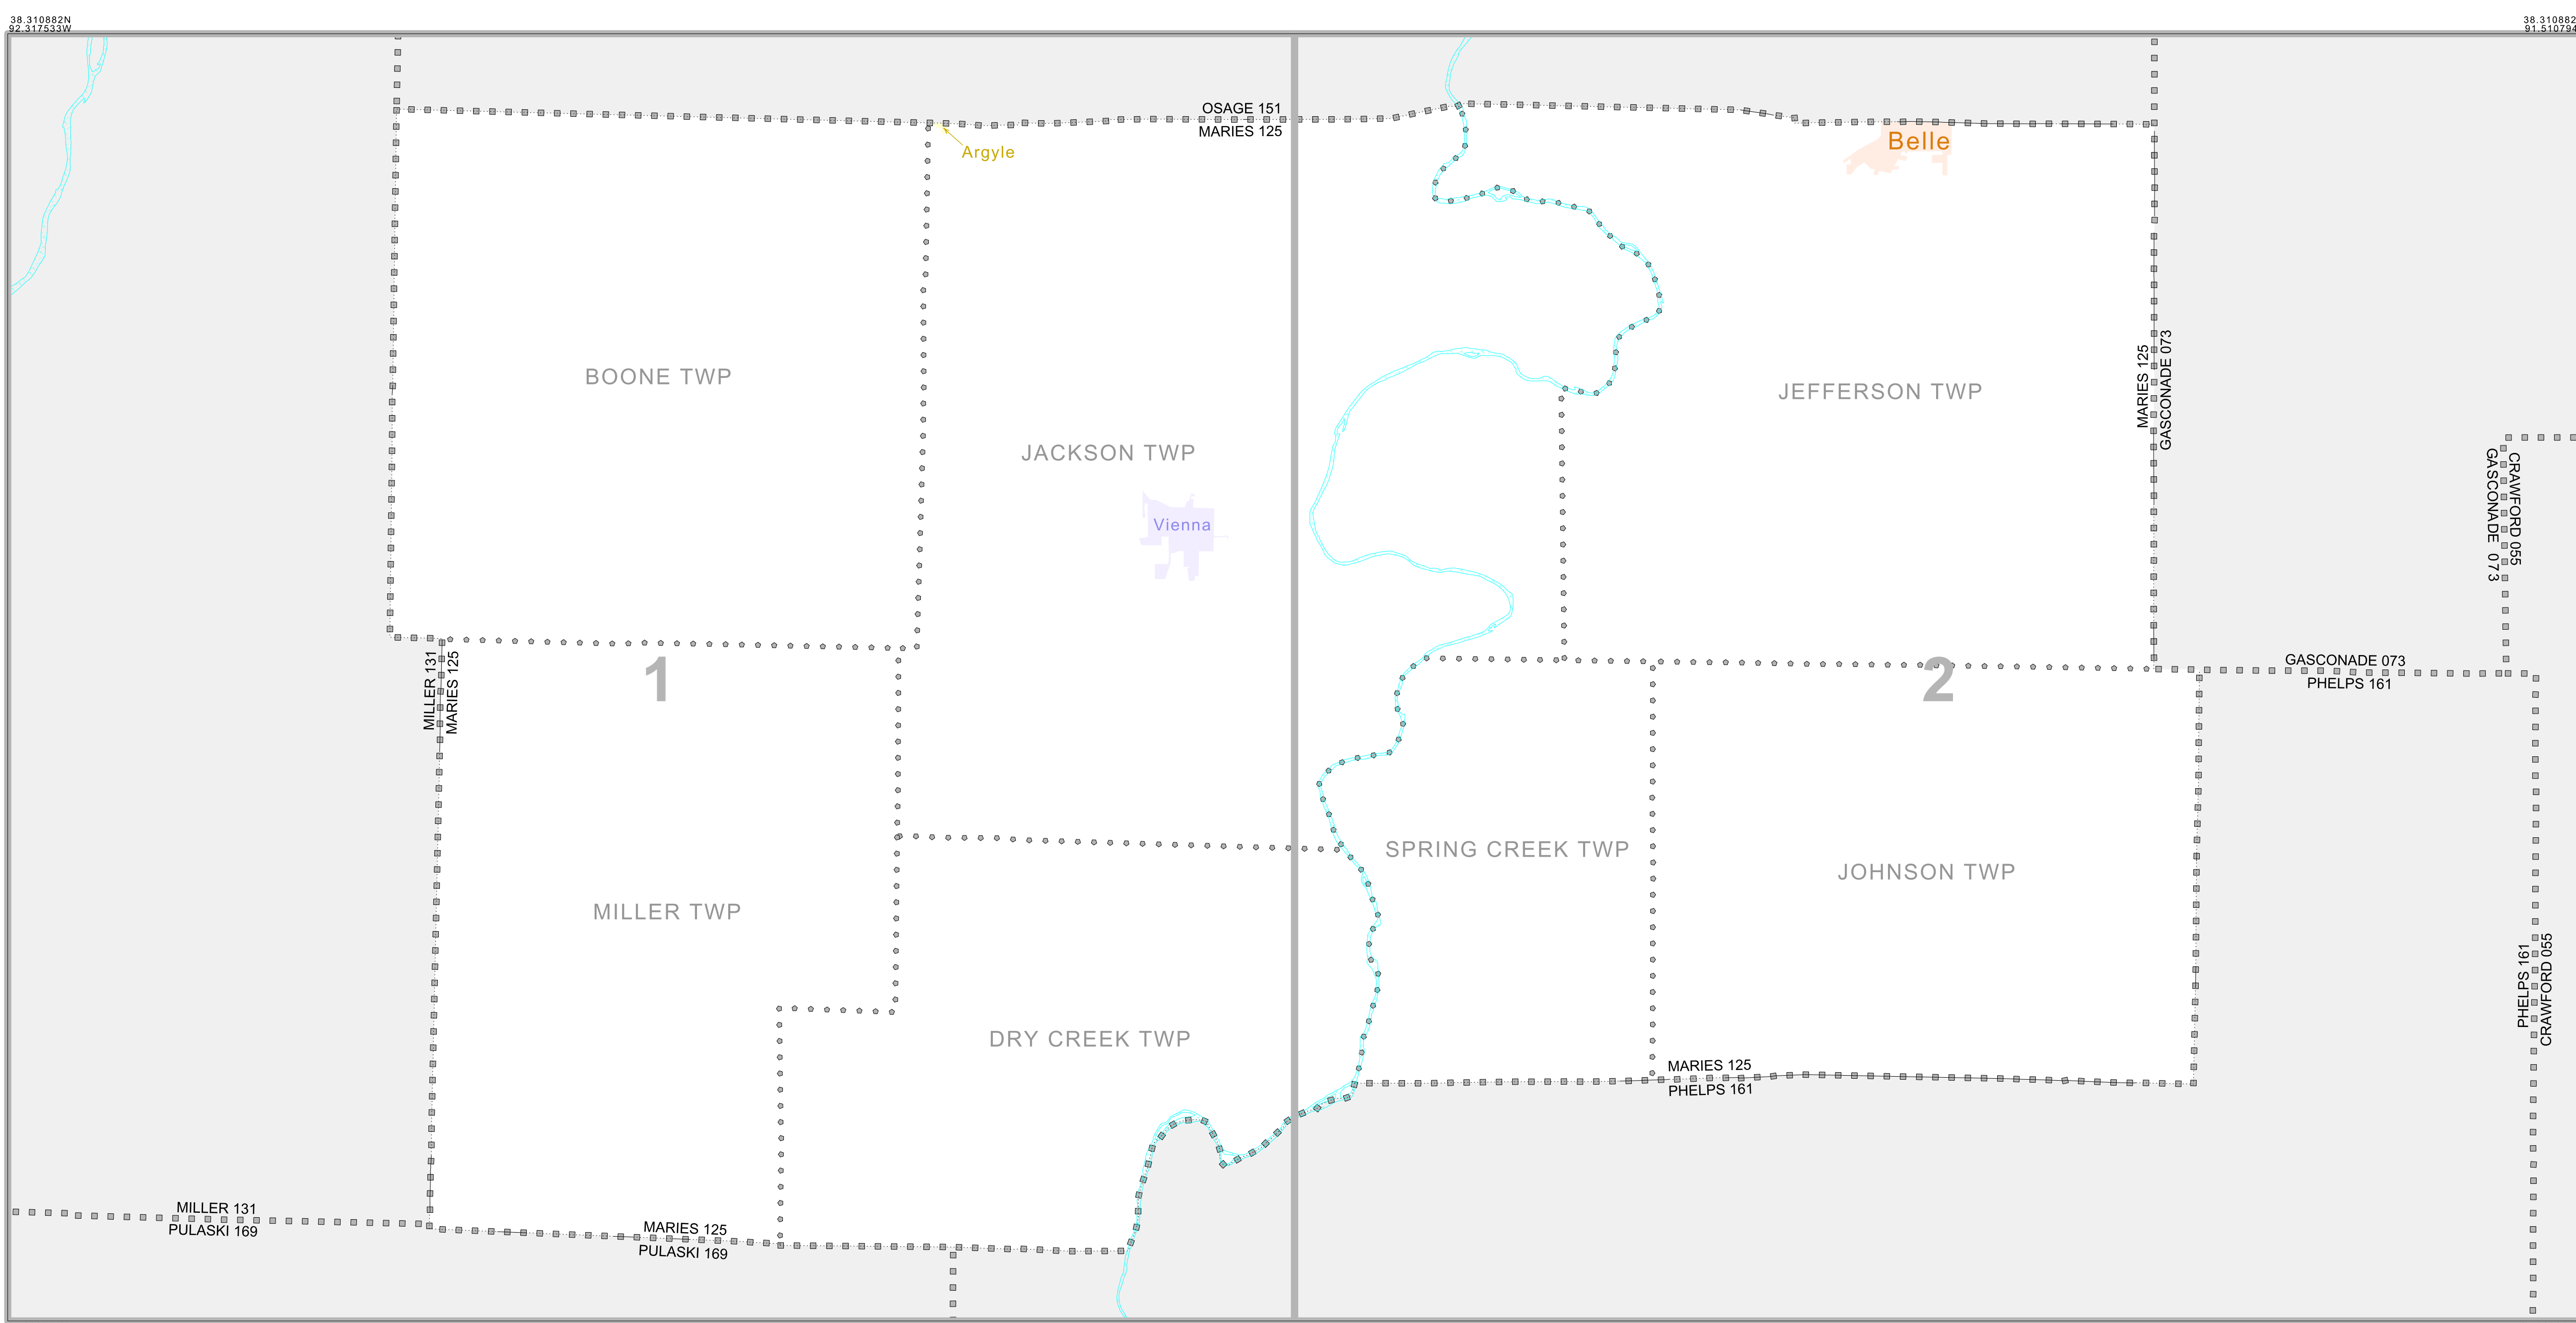 38.310882N
92.317533W
38.310882
91.510794
OSAGE 151
MARIES 125
Argyle
Belle
BOONE TWP
JACKSON TWP
JEFFERSON TWP
MARIES 125
GASCONADE 073
Vienna
CRAWFORD 055
GASCONADE 073
MILLER 131
MARIES 125
1
2
GASCONADE 073
PHELPS 161
SPRING CREEK TWP
JOHNSON TWP
MILLER TWP
PHELPS 161
CRAWFORD 055
DRY CREEK TWP
MARIES 125
PHELPS 161
MILLER 131
PULASKI 169
MARIES 125
PULASKI 169